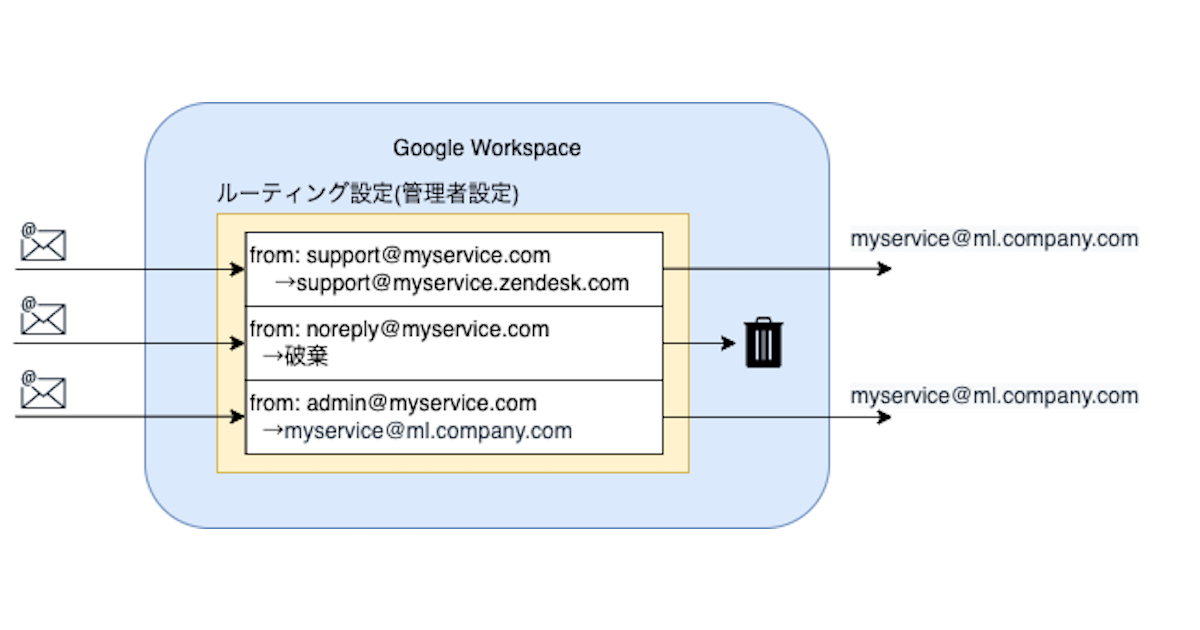 Google Workspace
ルーティング設定(管理者設定)
from: support@myservice.com
→support@myservice.zendesk.com
from: noreply@myservice.com
→破棄
from: admin@myservice.com
→myservice@ml.company.com
@
@
@
myservice@ml.company.com
myservice@ml.company.com